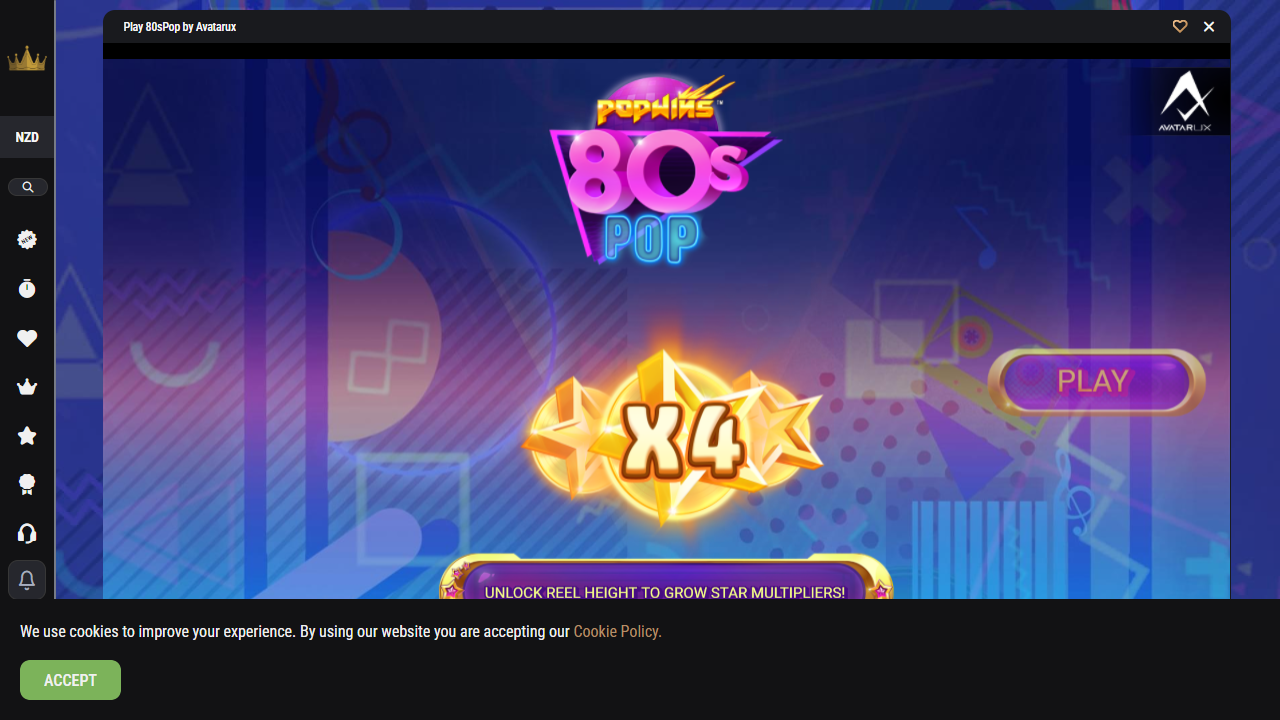 Play 80sPop by Avatarux
NZD
NEW
POPWINS™
80s
POP
AVATARUX
PLAY
X4
UNLOCK REEL HEIGHT TO GROW STAR MULTIPLIERS!
We use cookies to improve your experience. By using our website you are accepting our Cookie Policy.
ACCEPT